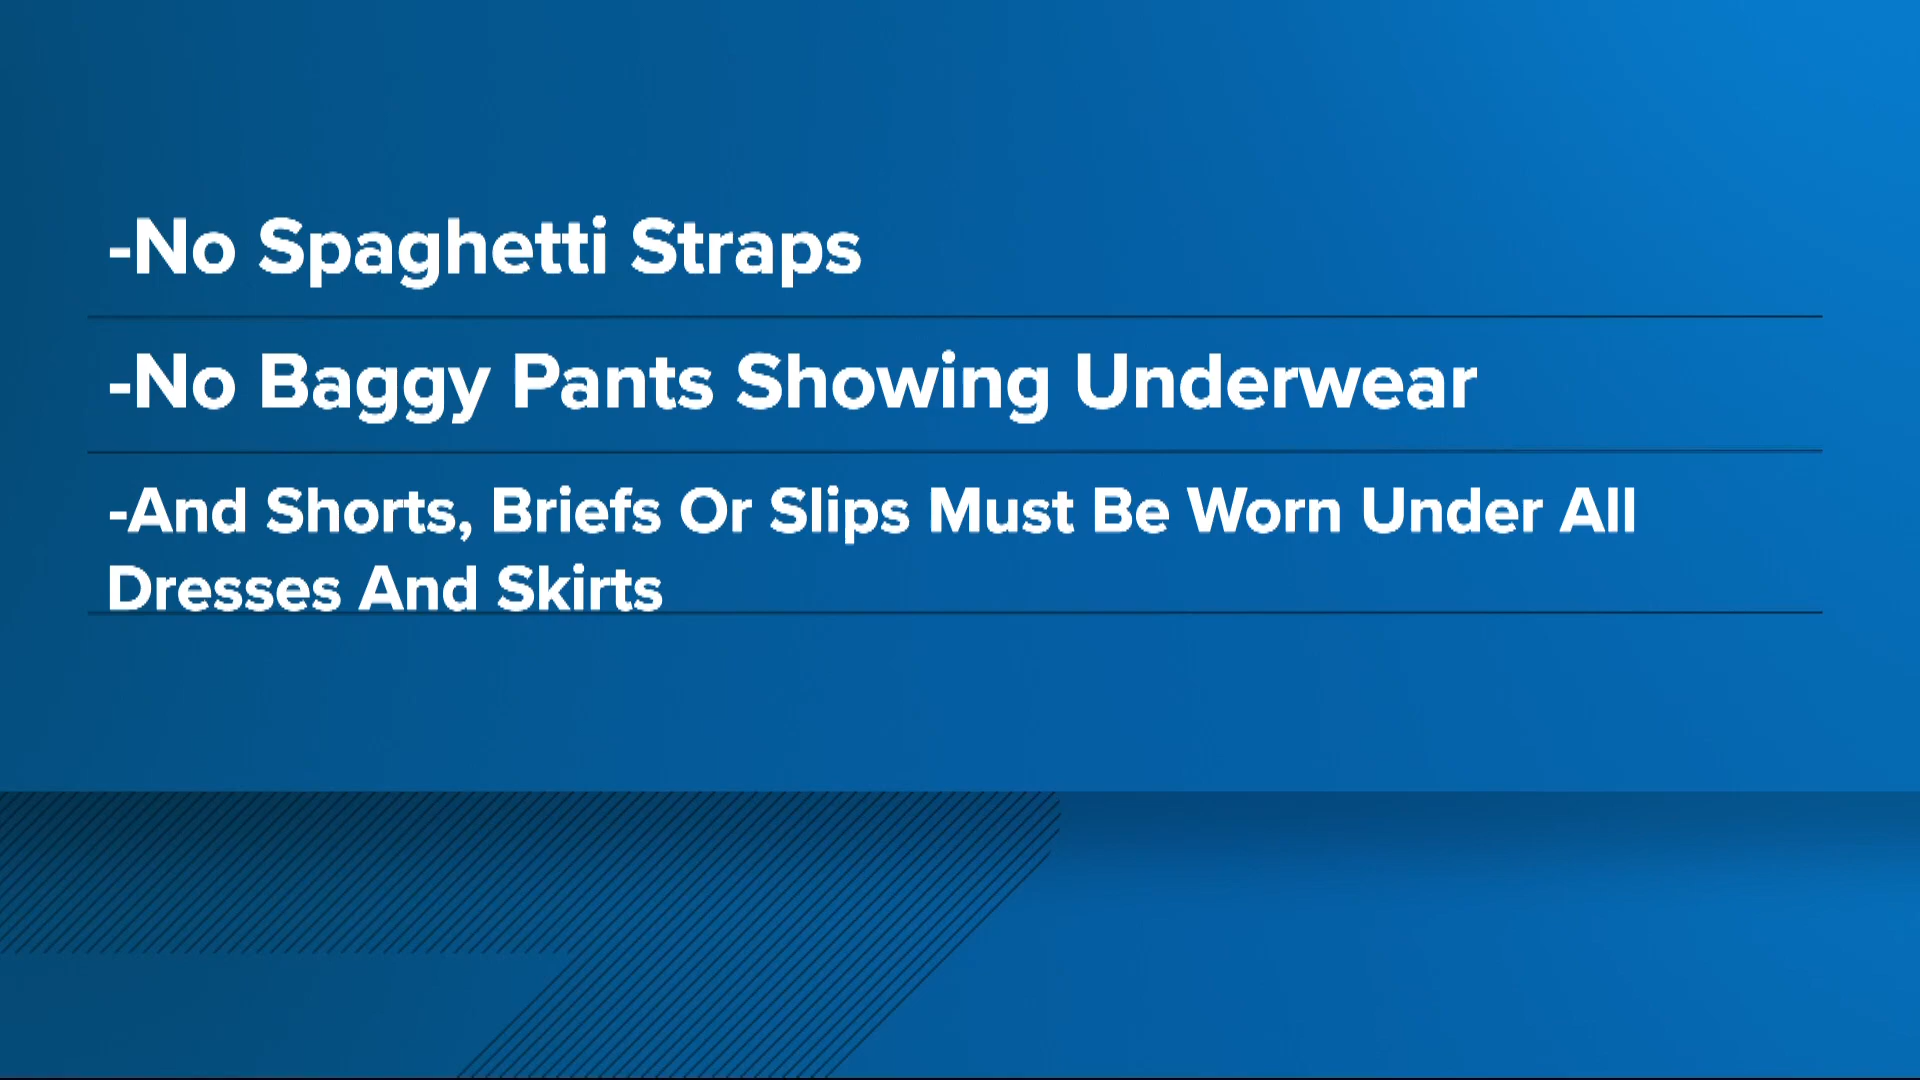 -No Spaghetti Straps
-No Baggy Pants Showing Underwear
-And Shorts, Briefs Or Slips Must Be Worn Under All
Dresses And Skirts